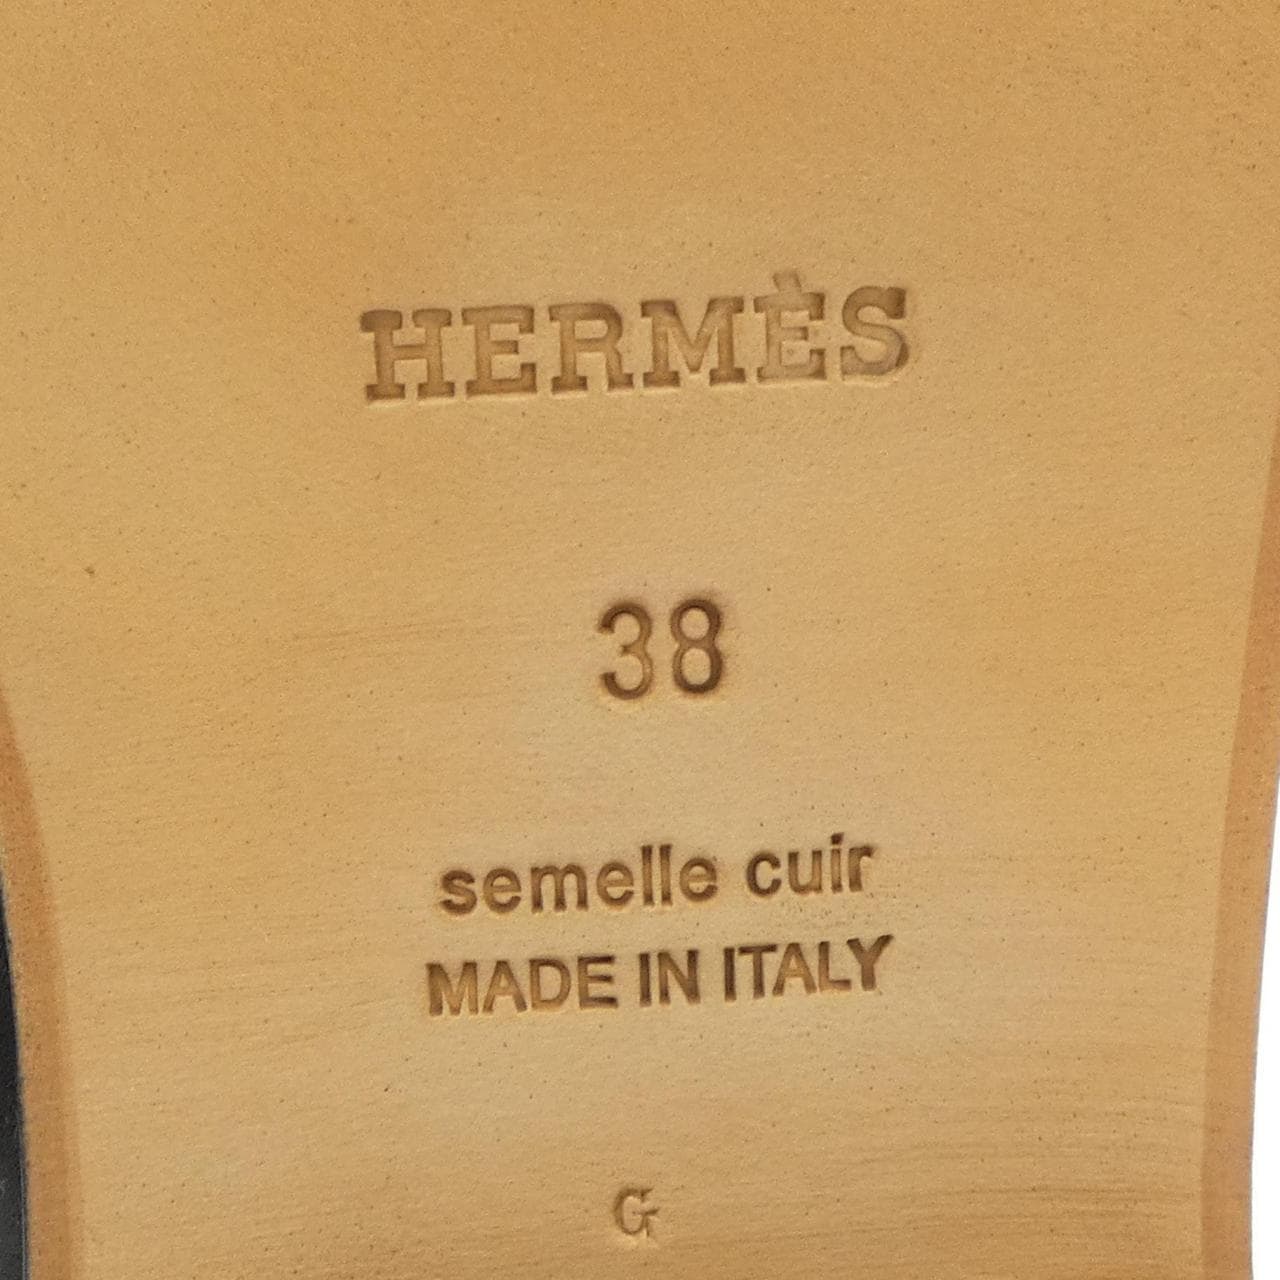 HERMÈS
38
semelle cuir
MADE IN ITALY
G